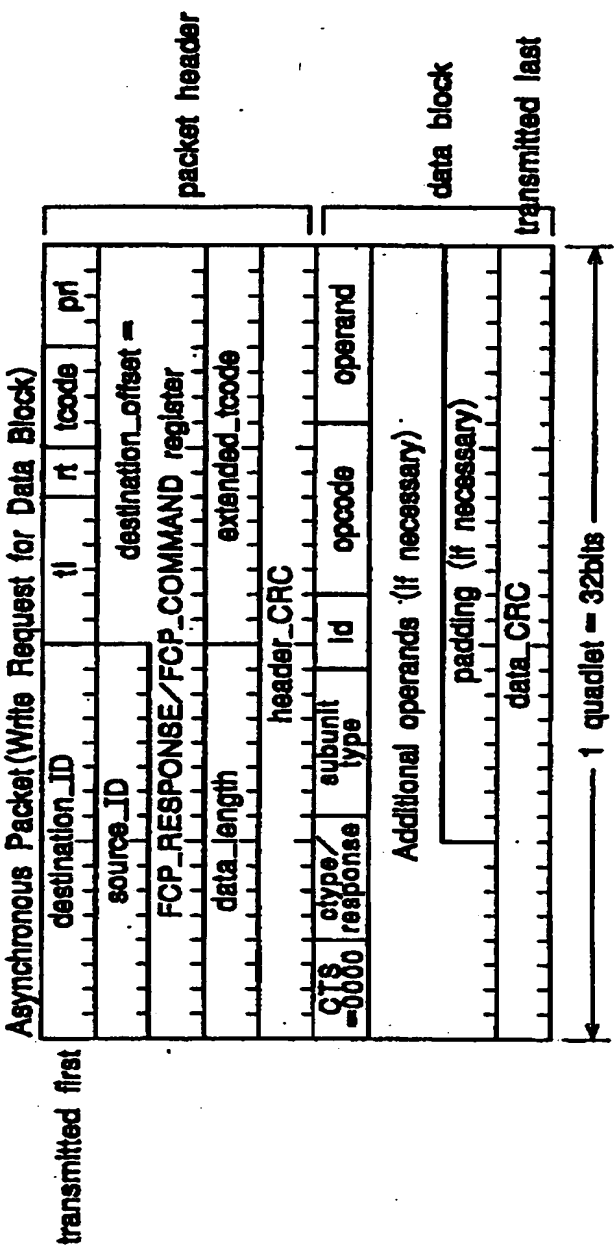 Asynchronous Packet(Write Request for Data Block)
transmitted first
destination_ID tl rt tcode pri
source_ID destination_offset =
FCP_RESPONSE/FCP_COMMAND register
data_length extended_tcode
header_CRC
packet header
CTS =0000 ctype/ response subunit type id opcode operand
Additional operands (if necessary)
padding (if necessary)
data_CRC
data block
transmitted last
1 quadlet = 32bits